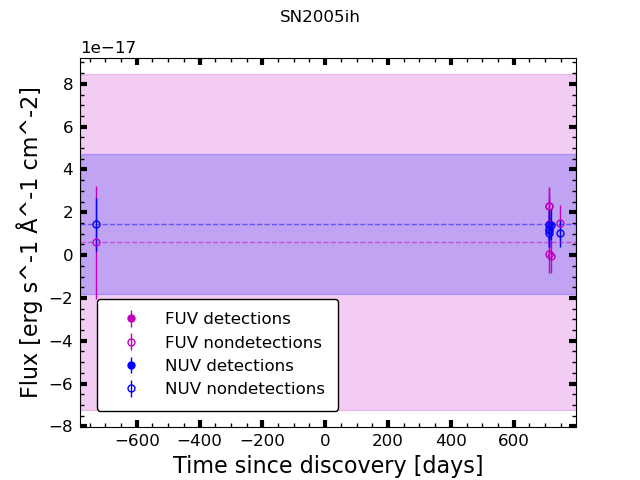 SN2005ih
1e−17
8
6
4
2
0
−2
−4
−6
−8
Flux [erg s^-1 Å^-1 cm^-2]
FUV detections
FUV nondetections
NUV detections
NUV nondetections
−600 −400 −200 0 200 400 600
Time since discovery [days]